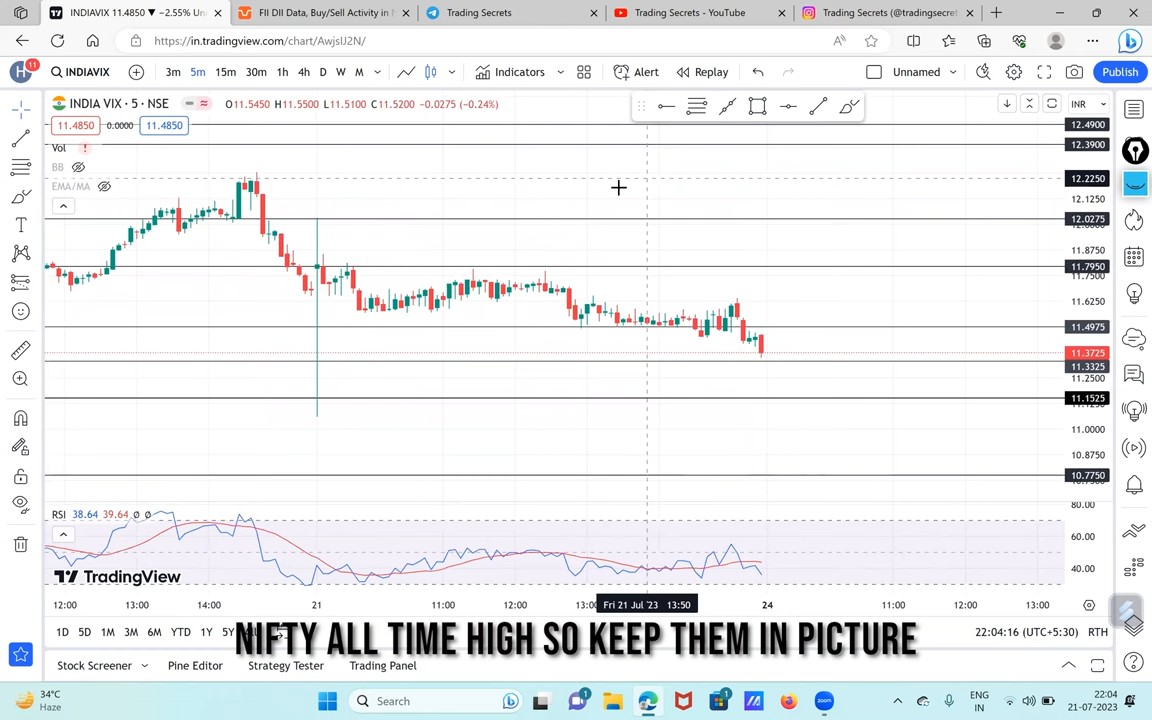 INDIAVIX 11.4850 ▼ −2.55% Un
FII DII Data, Buy/Sell Activity in
Trading Secrets
Trading Secrets - YouTube
Trading Secrets (@tradingsecret
https://in.tradingview.com/chart/AwjsIJ2N/
H 11 INDIAVIX 3m 5m 15m 30m 1h 4h D W M Indicators Alert Replay Unnamed Publish
INDIA VIX · 5 · NSE O11.5450 H11.5500 L11.5100 C11.5200 −0.0275 (−0.24%) INR
11.4850 0.0000 11.4850
Vol !
BB
EMA/MA
12.4900
12.3900
12.2250
12.1250
12.0275
11.8750
11.7950
11.6250
11.4975
11.3725
11.3325
11.2500
11.1525
11.0000
10.8750
10.7750
RSI 38.64 39.64 Ø Ø
80.00
60.00
40.00
TradingView
12:00 13:00 14:00 21 11:00 12:00 13:00 Fri 21 Jul '23 13:50 24 11:00 12:00 13:00
1D 5D 1M 3M 6M YTD 1Y 5Y 22:04:16 (UTC+5:30) RTH
NIFTY ALL TIME HIGH SO KEEP THEM IN PICTURE
Stock Screener Pine Editor Strategy Tester Trading Panel
34°C
Haze
Search
1
1
ENG
IN
22:04
21-07-2023